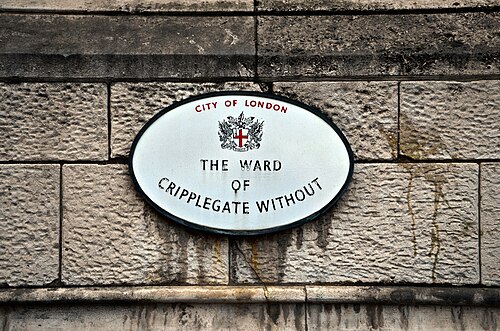 CITY OF LONDON
THE WARD
OF
CRIPPLEGATE WITHOUT